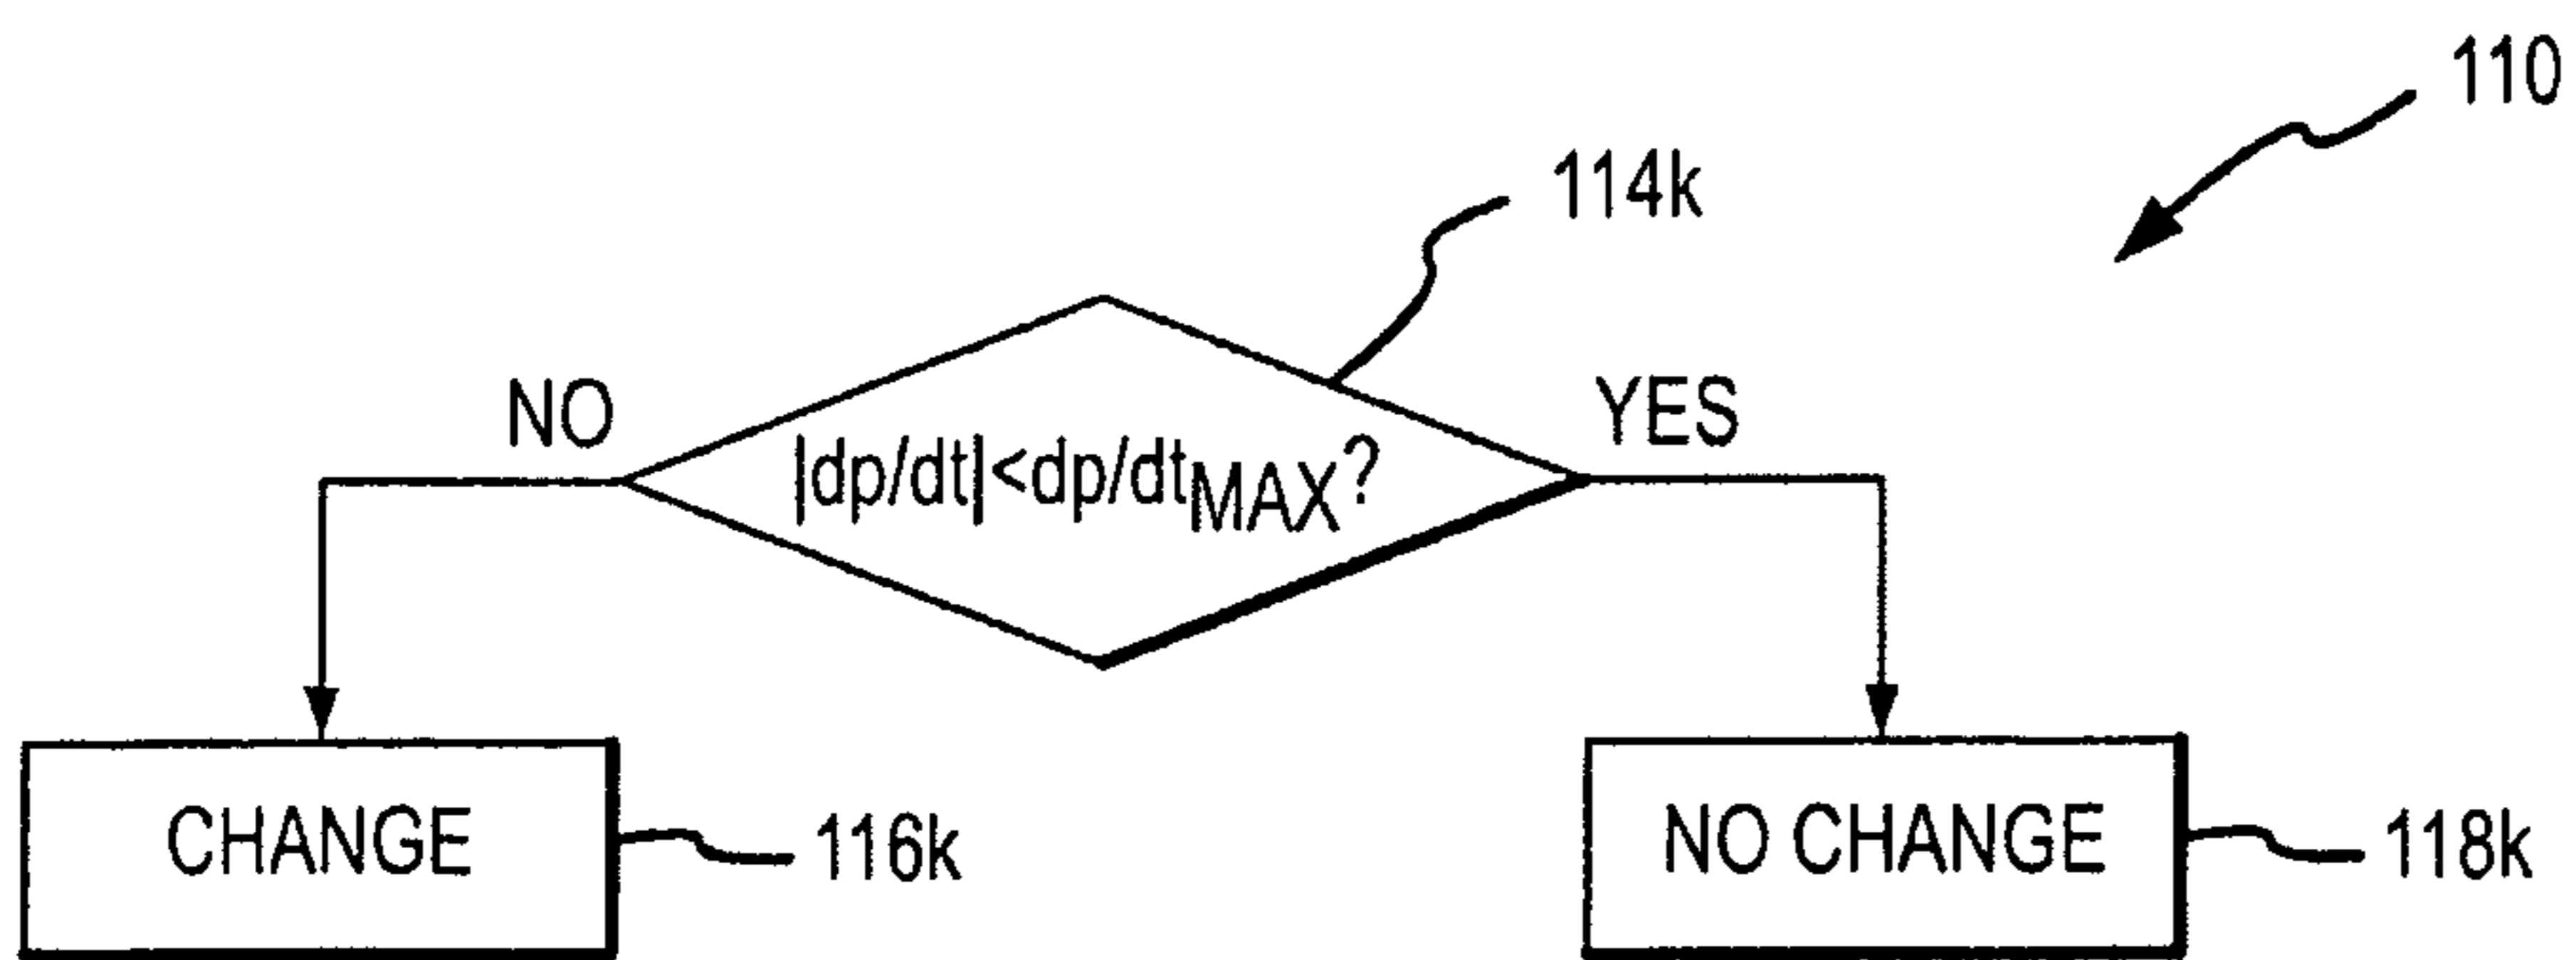 110
114k
NO
YES
|dp/dt|<dp/dtMAX?
CHANGE
116k
NO CHANGE
118k